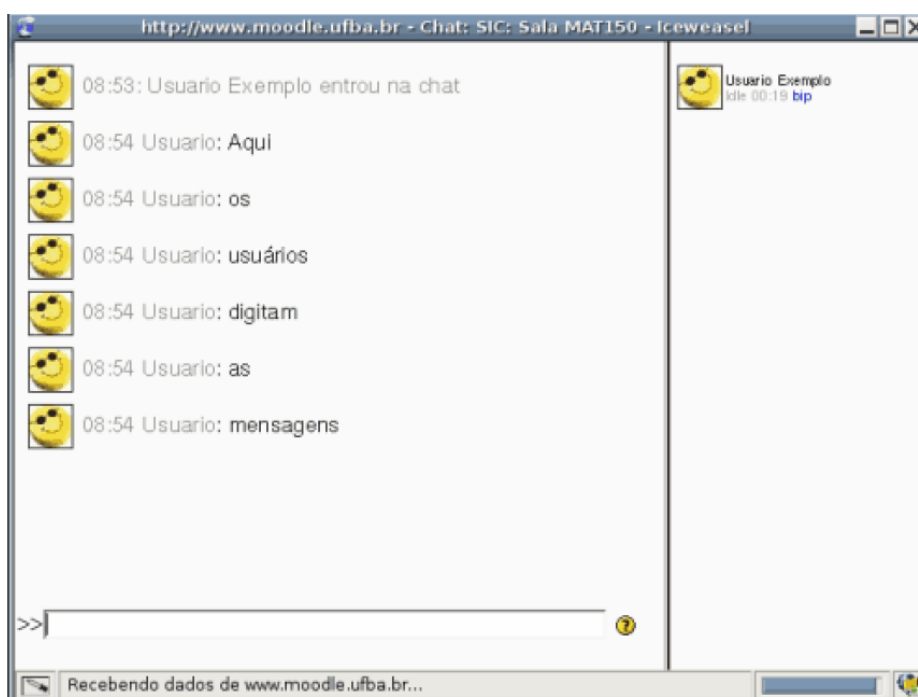 http://www.moodle.ufba.br - Chat: SIC: Sala MAT150 - Iceweasel
08:53: Usuario Exemplo entrou na chat
08:54 Usuario: Aqui
08:54 Usuario: os
08:54 Usuario: usuários
08:54 Usuario: digitam
08:54 Usuario: as
08:54 Usuario: mensagens
>>
Usuario Exemplo
Idle 00:19 bip
Recebendo dados de www.moodle.ufba.br...